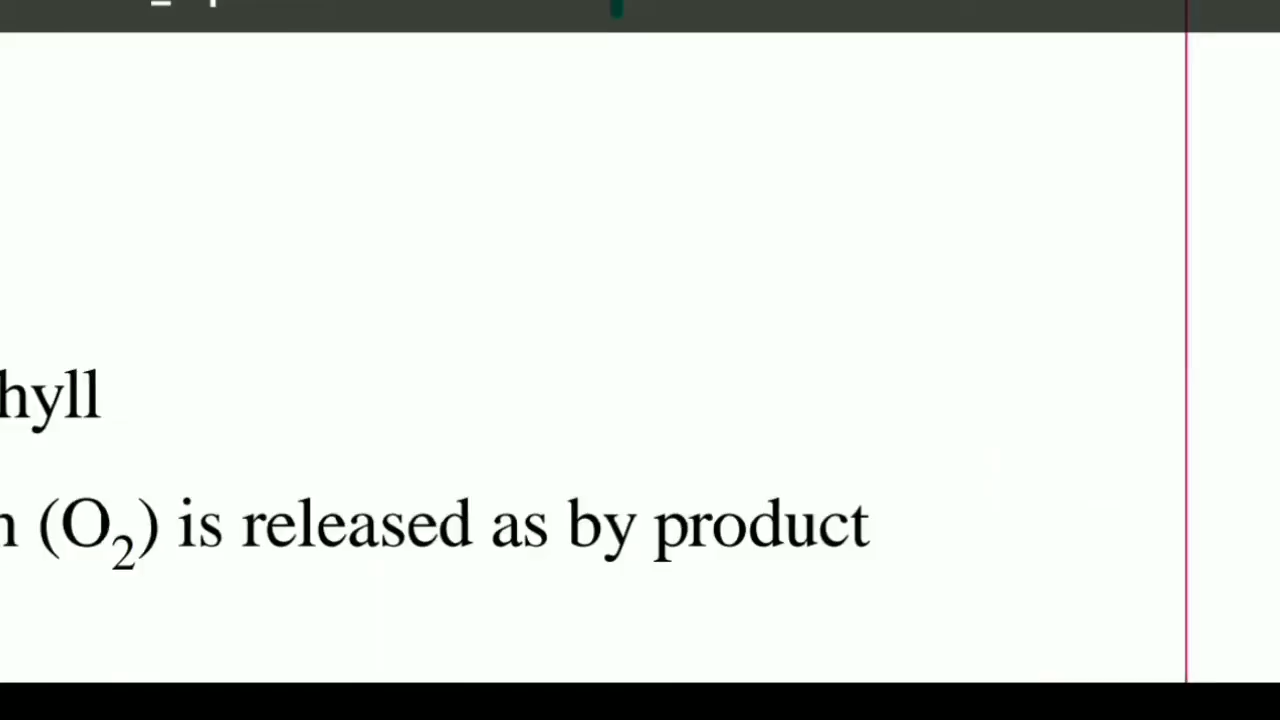 hyll
n (O₂) is released as by product